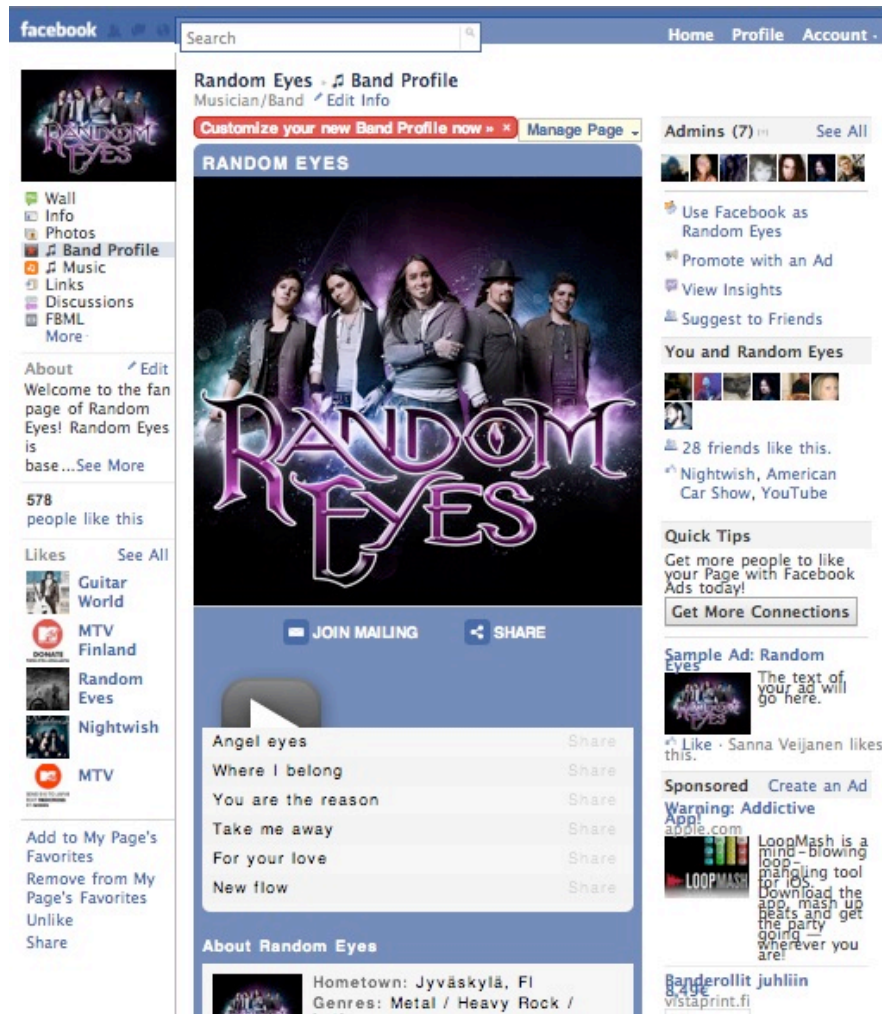 facebook
Search
Home Profile Account
RANDOM
EYES
Wall
Info
Photos
Band Profile
Music
Links
Discussions
FBML
More
About Edit
Welcome to the fan
page of Random
Eyes! Random Eyes
is
base...See More
578
people like this
Likes See All
Guitar
World
MTV
Finland
DONATE
Random
Eves
Nightwish
MTV
Add to My Page's
Favorites
Remove from My
Page's Favorites
Unlike
Share
Random Eyes · Band Profile
Musician/Band Edit Info
Customize your new Band Profile now » × Manage Page
RANDOM EYES
RANDOM
EYES
JOIN MAILING SHARE
Angel eyes Share
Where I belong Share
You are the reason Share
Take me away Share
For your love Share
New flow Share
About Random Eyes
Hometown: Jyväskylä, FI
Genres: Metal / Heavy Rock /
Admins (7) See All
Use Facebook as
Random Eyes
Promote with an Ad
View Insights
Suggest to Friends
You and Random Eyes
28 friends like this.
Nightwish, American
Car Show, YouTube
Quick Tips
Get more people to like
your Page with Facebook
Ads today!
Get More Connections
Sample Ad: Random
Eyes
RANDOM
EYES
The text of
your ad will
go here.
Like · Sanna Veijanen likes
this.
Sponsored Create an Ad
Warning: Addictive
App!
apple.com
LOOPMASH
LoopMash is a
mind-blowing
loop-
mangling tool
for iOS.
Download the
app, mash up
beats and get
the party
going —
wherever you
are!
Banderollit juhliin
8,49€
vistaprint.fi